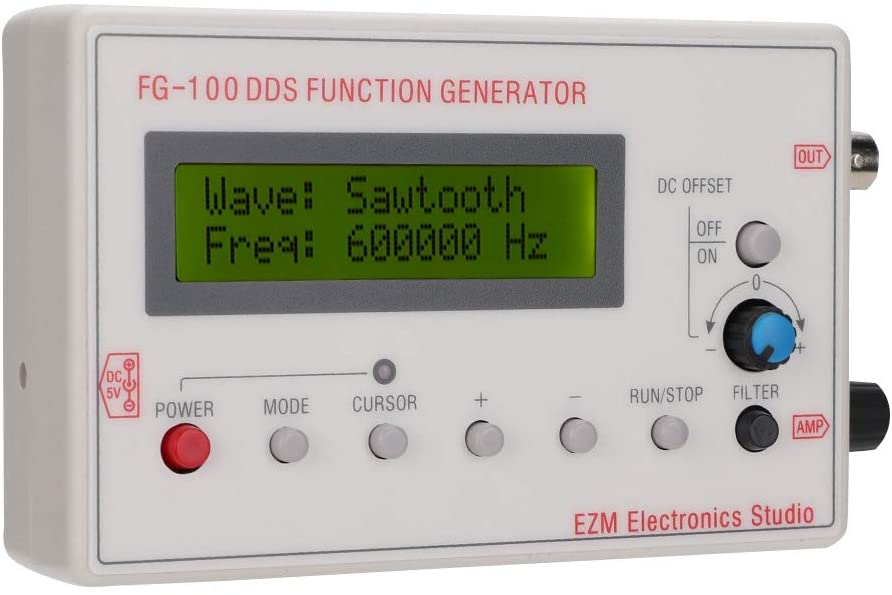 FG-100 DDS FUNCTION GENERATOR
Wave: Sawtooth
Freq: 600000 Hz
OUT
DC OFFSET
OFF
ON
0
- +
DC
5V
POWER
MODE
CURSOR
+
-
RUN/STOP
FILTER
AMP
EZM Electronics Studio